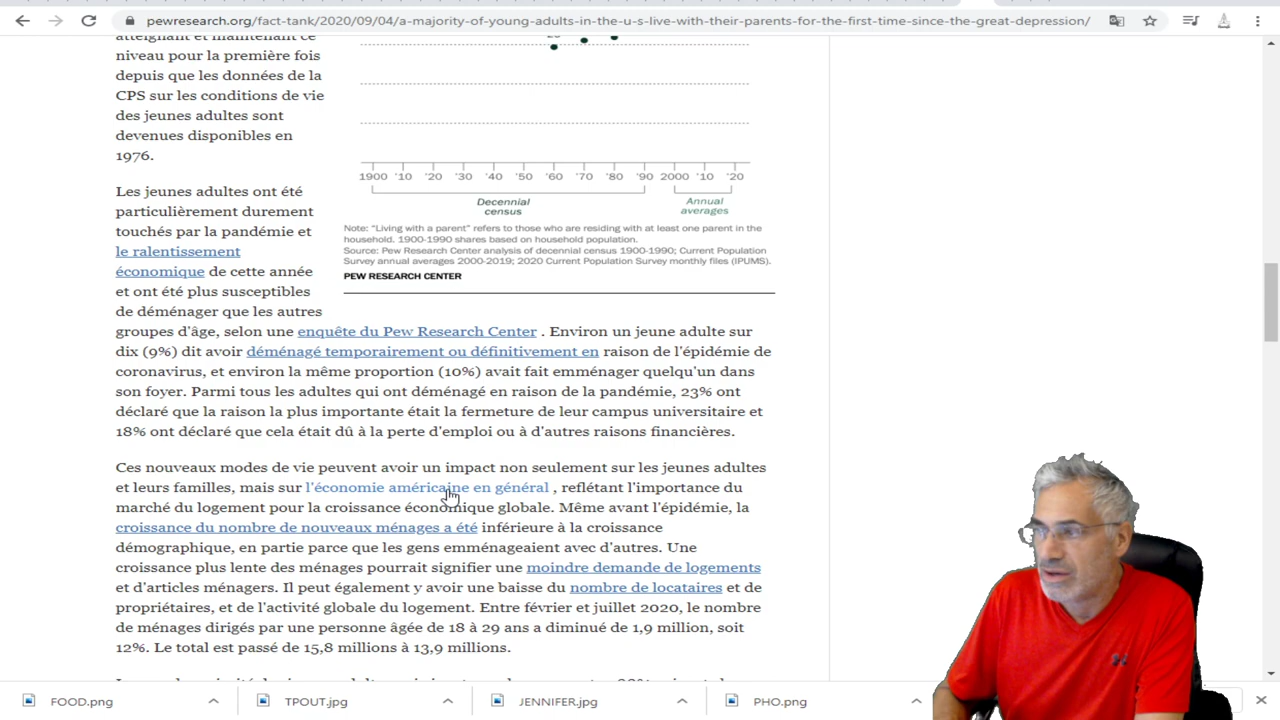 pewresearch.org/fact-tank/2020/09/04/a-majority-of-young-adults-in-the-u-s-live-with-their-parents-for-the-first-time-since-the-great-depression/
atteignant et maintenant ce
niveau pour la première fois
depuis que les données de la
CPS sur les conditions de vie
des jeunes adultes sont
devenues disponibles en
1976.
1900 '10 '20 '30 '40 '50 '60 '70 '80 '90 2000 '10 '20
Decennial
census
Annual
averages
Note: “Living with a parent” refers to those who are residing with at least one parent in the
household. 1900-1990 shares based on household population.
Source: Pew Research Center analysis of decennial census 1900-1990; Current Population
Survey annual averages 2000-2019; 2020 Current Population Survey monthly files (IPUMS).
PEW RESEARCH CENTER
Les jeunes adultes ont été
particulièrement durement
touchés par la pandémie et
le ralentissement
économique de cette année
et ont été plus susceptibles
de déménager que les autres
groupes d'âge, selon une enquête du Pew Research Center . Environ un jeune adulte sur
dix (9%) dit avoir déménagé temporairement ou définitivement en raison de l'épidémie de
coronavirus, et environ la même proportion (10%) avait fait emménager quelqu'un dans
son foyer. Parmi tous les adultes qui ont déménagé en raison de la pandémie, 23% ont
déclaré que la raison la plus importante était la fermeture de leur campus universitaire et
18% ont déclaré que cela était dû à la perte d'emploi ou à d'autres raisons financières.
Ces nouveaux modes de vie peuvent avoir un impact non seulement sur les jeunes adultes
et leurs familles, mais sur l'économie américaine en général , reflétant l'importance du
marché du logement pour la croissance économique globale. Même avant l'épidémie, la
croissance du nombre de nouveaux ménages a été inférieure à la croissance
démographique, en partie parce que les gens emménageaient avec d'autres. Une
croissance plus lente des ménages pourrait signifier une moindre demande de logements
et d'articles ménagers. Il peut également y avoir une baisse du nombre de locataires et de
propriétaires, et de l'activité globale du logement. Entre février et juillet 2020, le nombre
de ménages dirigés par une personne âgée de 18 à 29 ans a diminué de 1,9 million, soit
12%. Le total est passé de 15,8 millions à 13,9 millions.
FOOD.png
TPOUT.jpg
JENNIFER.jpg
PHO.png